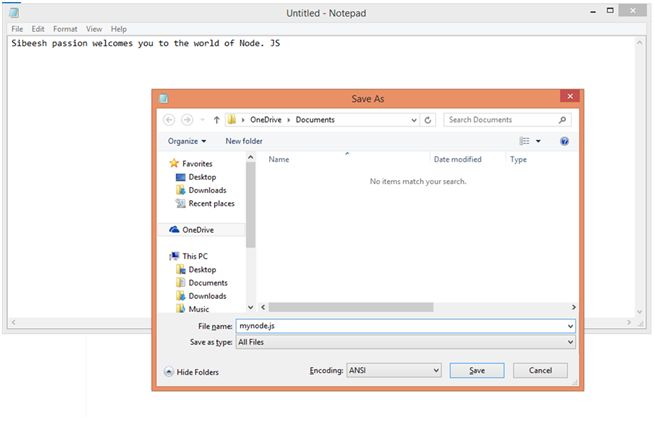 Untitled - Notepad
File Edit Format View Help
Sibeesh passion welcomes you to the world of Node. JS
Save As
OneDrive Documents Search Documents
Organize New folder
Name Date modified Type
No items match your search.
Favorites
Desktop
Downloads
Recent places
OneDrive
This PC
Desktop
Documents
Downloads
Music
File name: mynode.js
Save as type: All Files
Hide Folders Encoding: ANSI Save Cancel